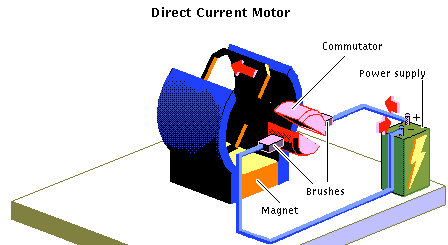 Direct Current Motor
Commutator
Power supply
+
Brushes
Magnet